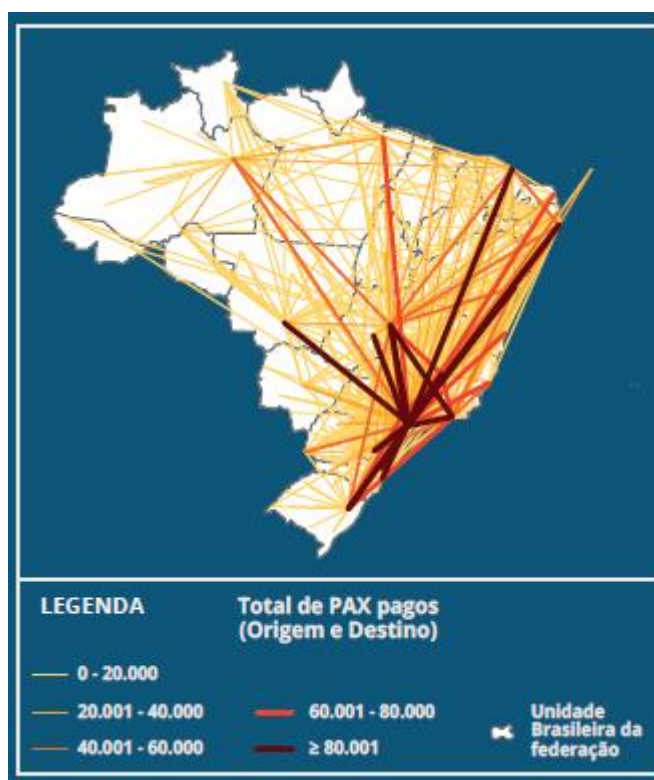 LEGENDA
Total de PAX pagos
(Origem e Destino)
0 - 20.000
20.001 - 40.000
40.001 - 60.000
60.001 - 80.000
≥ 80.001
Unidade
Brasileira da
federação